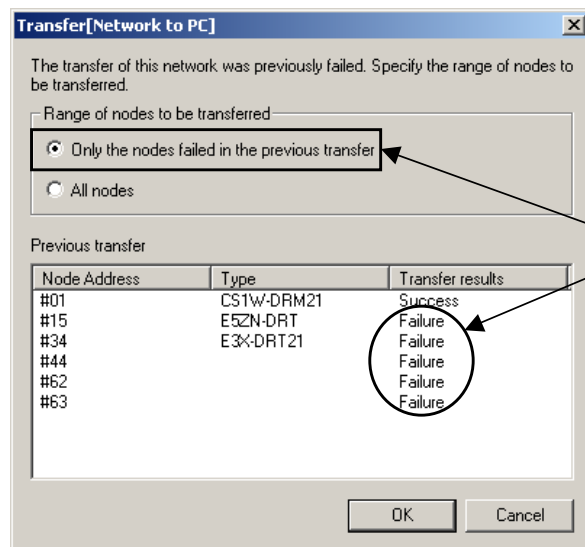 Transfer[Network to PC]
The transfer of this network was previously failed. Specify the range of nodes to
be transferred.
Range of nodes to be transferred
Only the nodes failed in the previous transfer
All nodes
Previous transfer
Node Address Type Transfer results
#01 CS1W-DRM21 Success
#15 E5ZN-DRT Failure
#34 E3X-DRT21 Failure
#44 Failure
#62 Failure
#63 Failure
OK Cancel